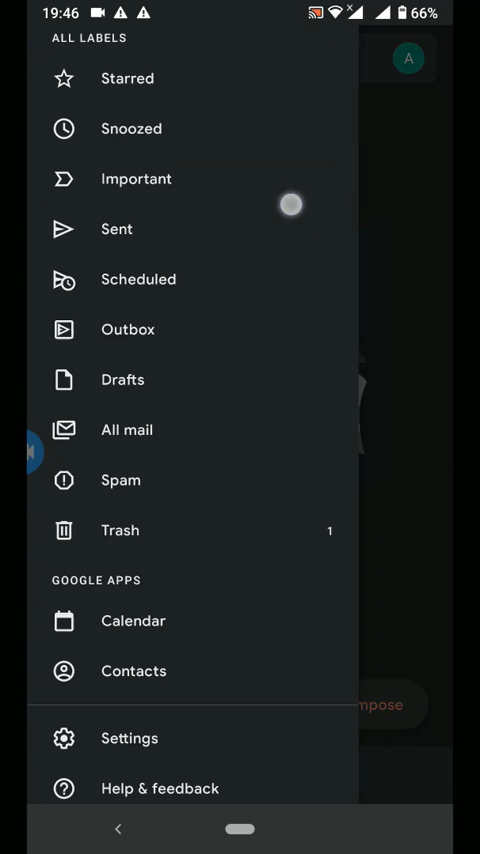 19:46
66%
ALL LABELS
A
Starred
Snoozed
Important
Sent
Scheduled
Outbox
Drafts
All mail
Spam
Trash 1
GOOGLE APPS
Calendar
Contacts
mpose
Settings
Help & feedback